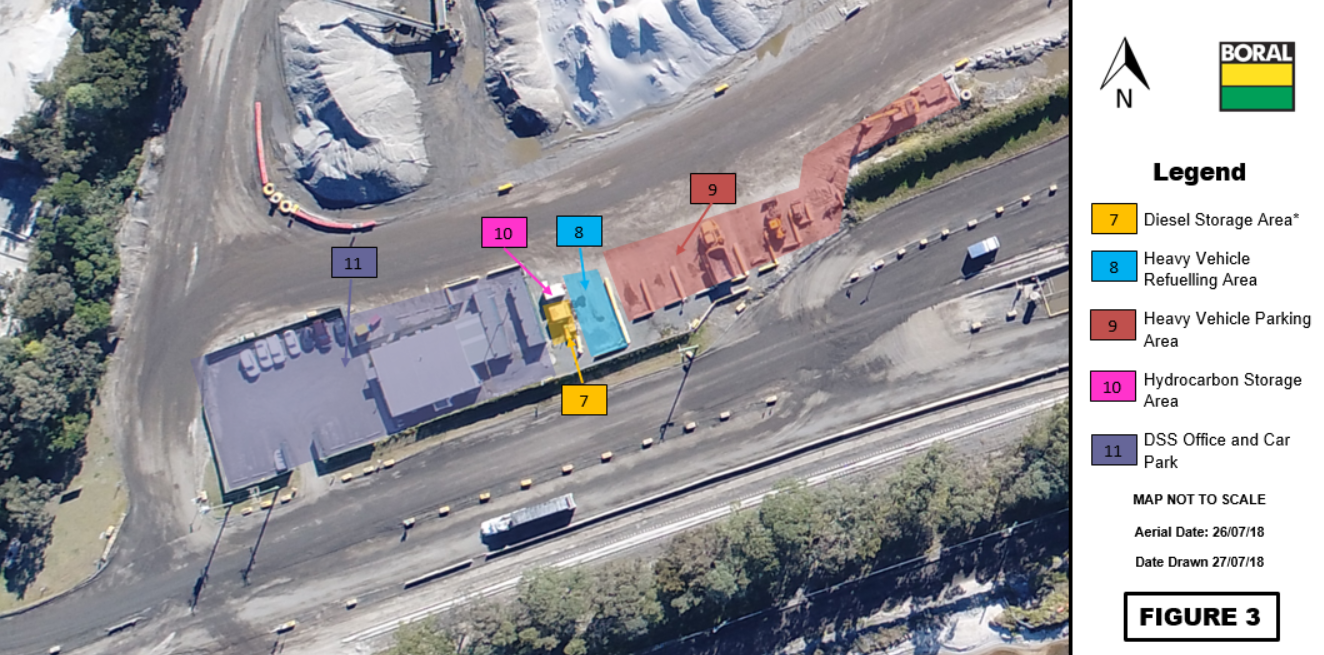 9
10
8
11
7
N
BORAL
Legend
7 Diesel Storage Area*
8 Heavy Vehicle
Refuelling Area
9 Heavy Vehicle Parking
Area
10 Hydrocarbon Storage
Area
11 DSS Office and Car
Park
MAP NOT TO SCALE
Aerial Date: 26/07/18
Date Drawn 27/07/18
FIGURE 3